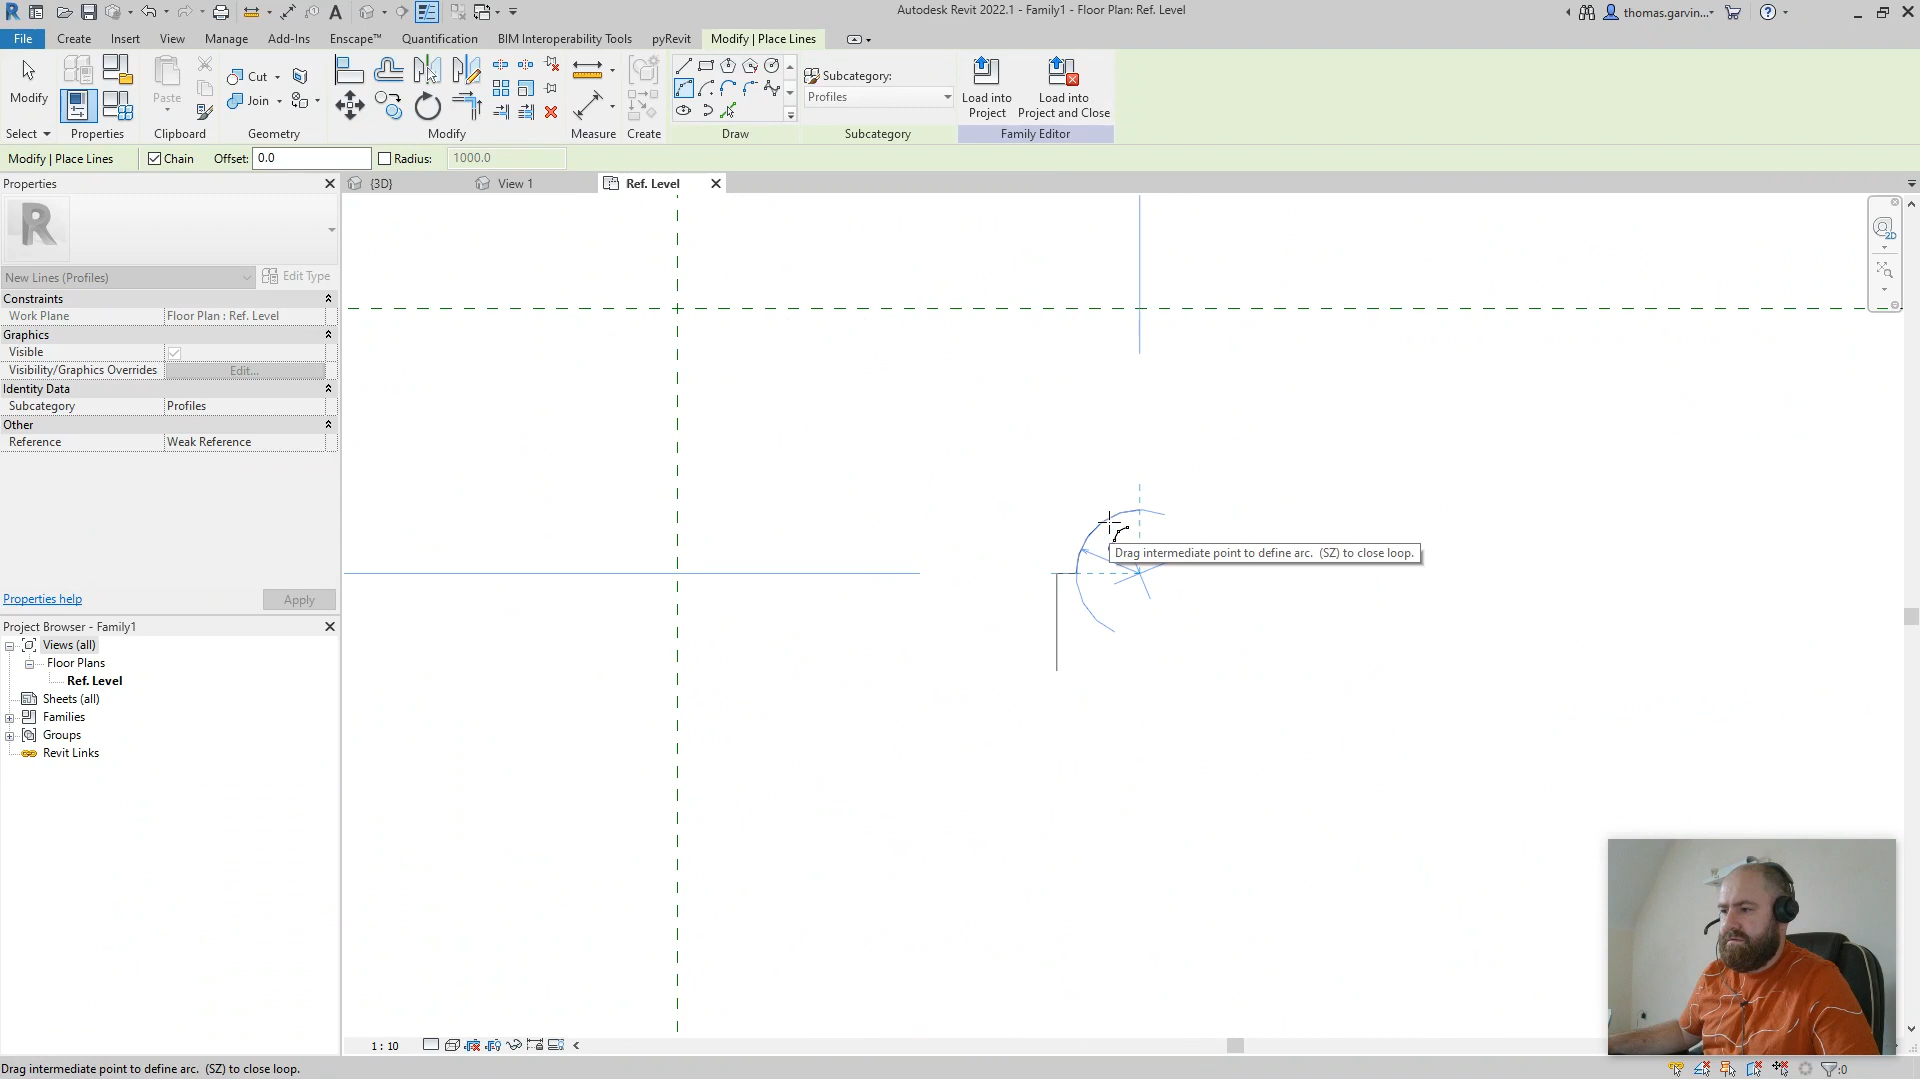 Autodesk Revit 2022.1 - Family1 - Floor Plan: Ref. Level
thomas.garvin...
File
Create
Insert
View
Manage
Add-Ins
Enscape™
Quantification
BIM Interoperability Tools
pyRevit
Modify | Place Lines
Modify
Paste
Cut
Join
Subcategory:
Profiles
Load into
Project
Load into
Project and Close
Select
Properties
Clipboard
Geometry
Modify
Measure
Create
Draw
Subcategory
Family Editor
Modify | Place Lines
Chain
Offset:
0.0
Radius:
1000.0
Properties
{3D}
View 1
Ref. Level
R
2D
New Lines (Profiles)
Edit Type
Constraints
Work Plane
Floor Plan : Ref. Level
Graphics
Visible
Visibility/Graphics Overrides
Edit...
Identity Data
Subcategory
Profiles
Other
Reference
Weak Reference
Drag intermediate point to define arc.  (SZ) to close loop.
Properties help
Apply
Project Browser - Family1
Views (all)
Floor Plans
Ref. Level
Sheets (all)
Families
Groups
Revit Links
1 : 10
Drag intermediate point to define arc.  (SZ) to close loop.
:0